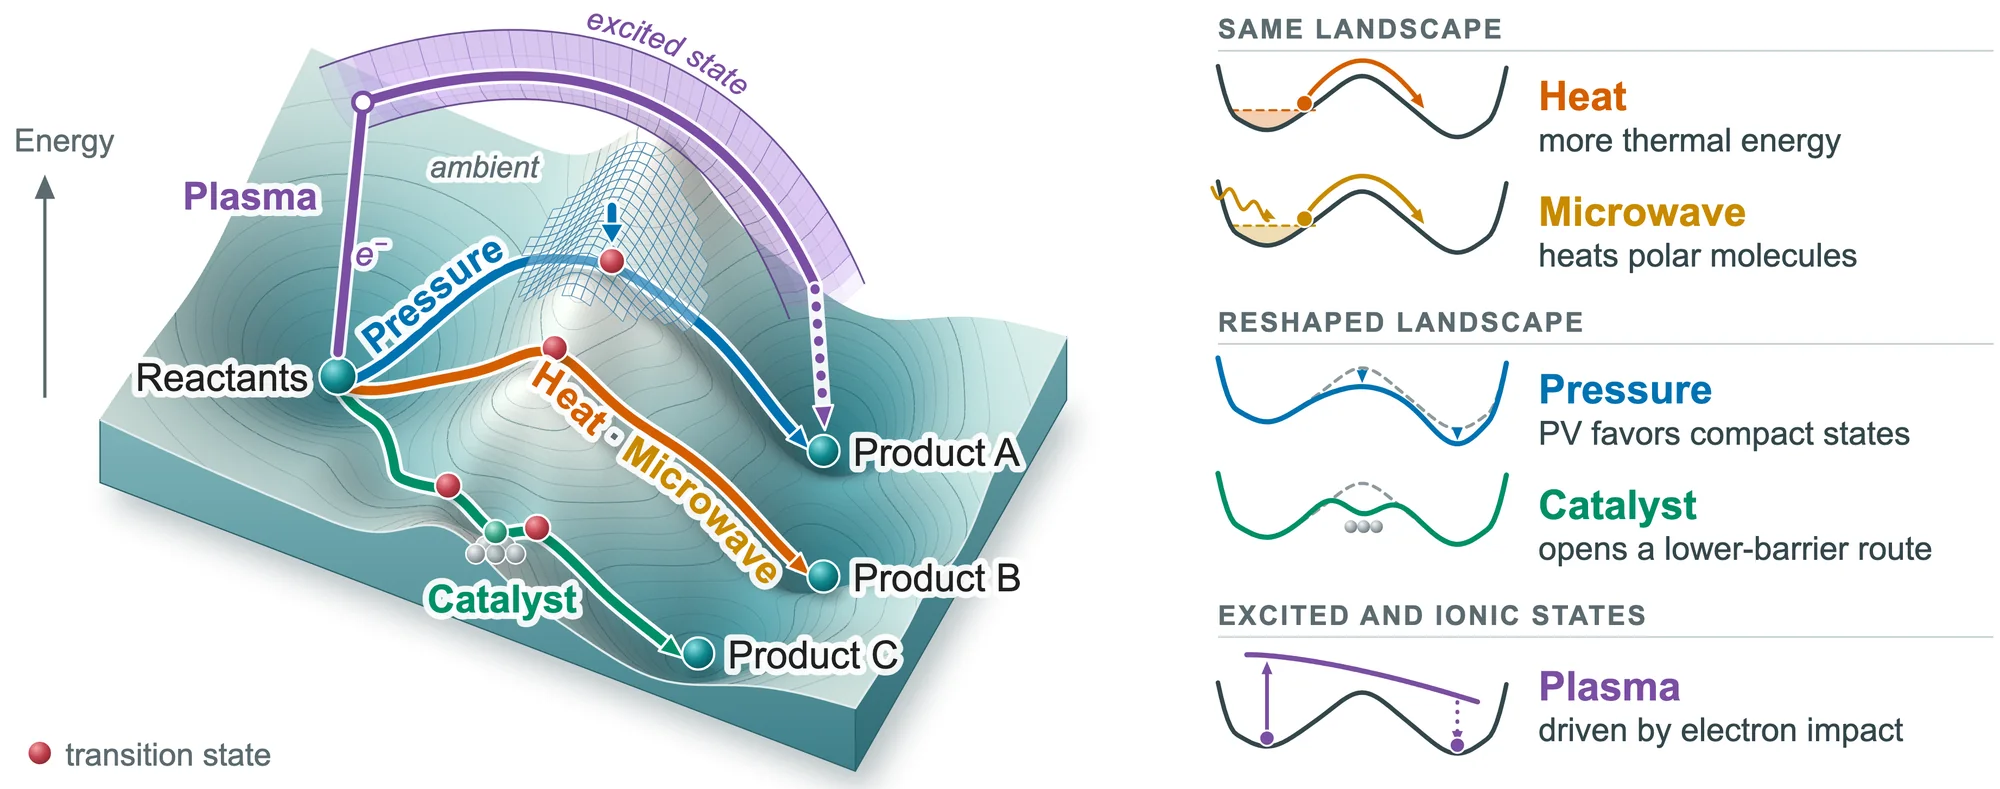 Energy
excited state
ambient
Plasma
e⁻
Pressure
Reactants
Heat · Microwave
Product A
Product B
Catalyst
Product C
transition state
SAME LANDSCAPE
Heat
more thermal energy
Microwave
heats polar molecules
RESHAPED LANDSCAPE
Pressure
PV favors compact states
Catalyst
opens a lower-barrier route
EXCITED AND IONIC STATES
Plasma
driven by electron impact